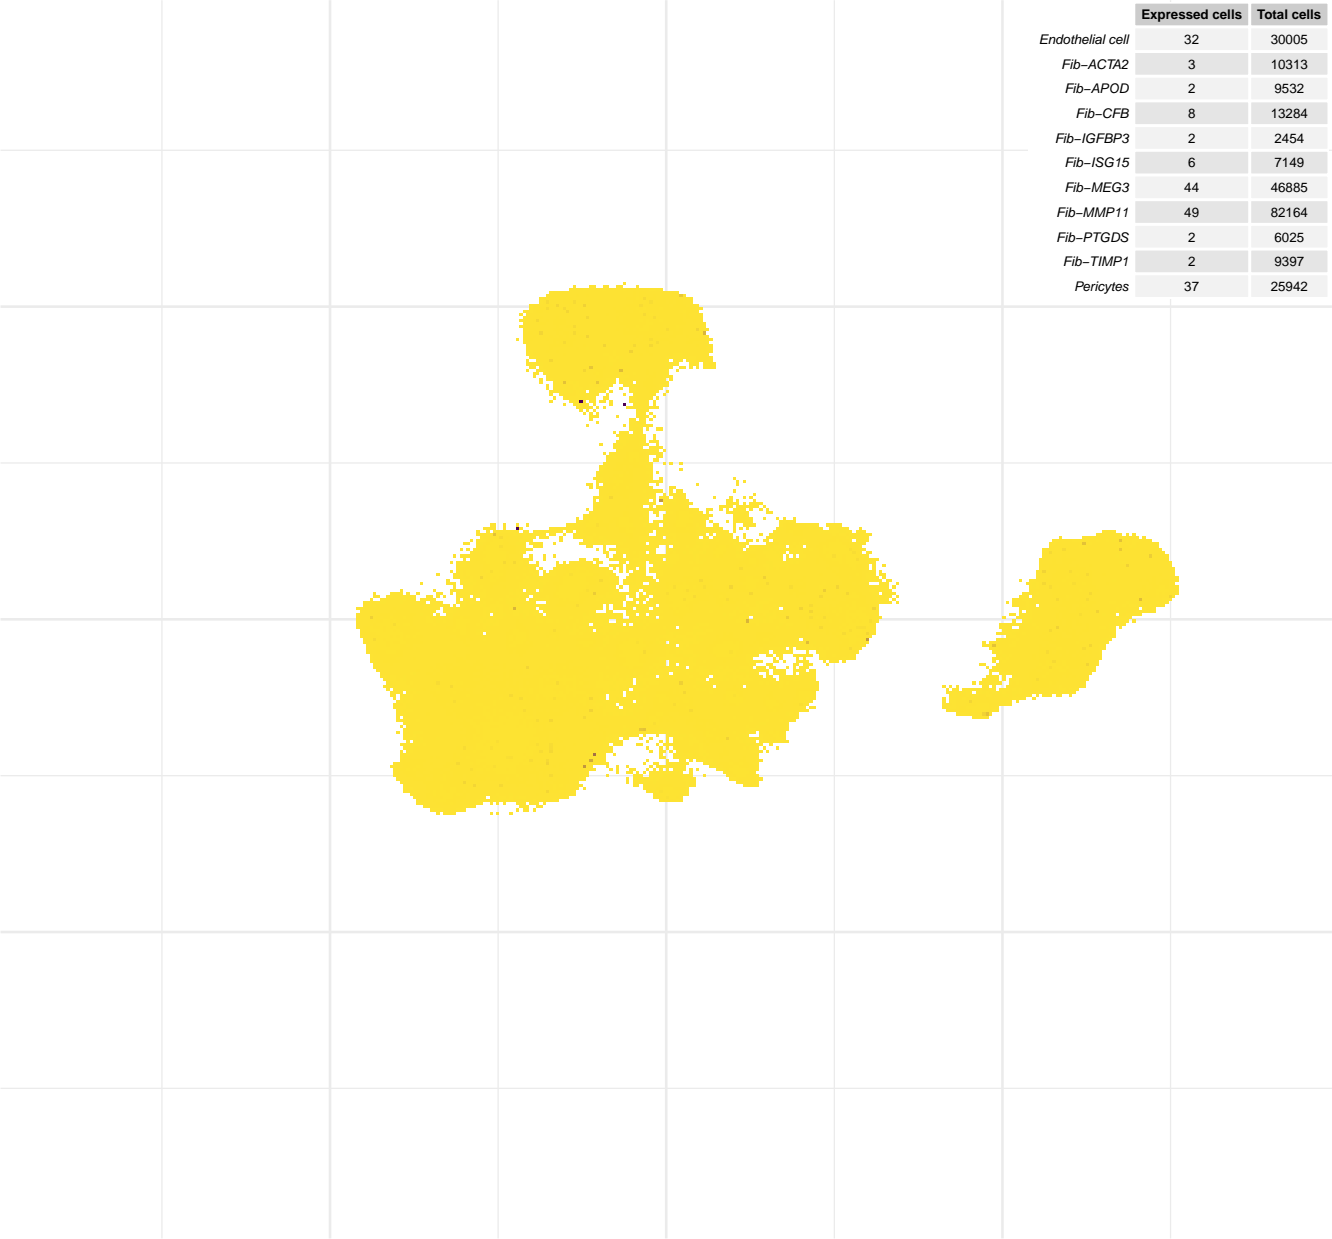 Expressed cells Total cells
Endothelial cell 32 30005
Fib−ACTA2 3 10313
Fib−APOD 2 9532
Fib−CFB 8 13284
Fib−IGFBP3 2 2454
Fib−ISG15 6 7149
Fib−MEG3 44 46885
Fib−MMP11 49 82164
Fib−PTGDS 2 6025
Fib−TIMP1 2 9397
Pericytes 37 25942